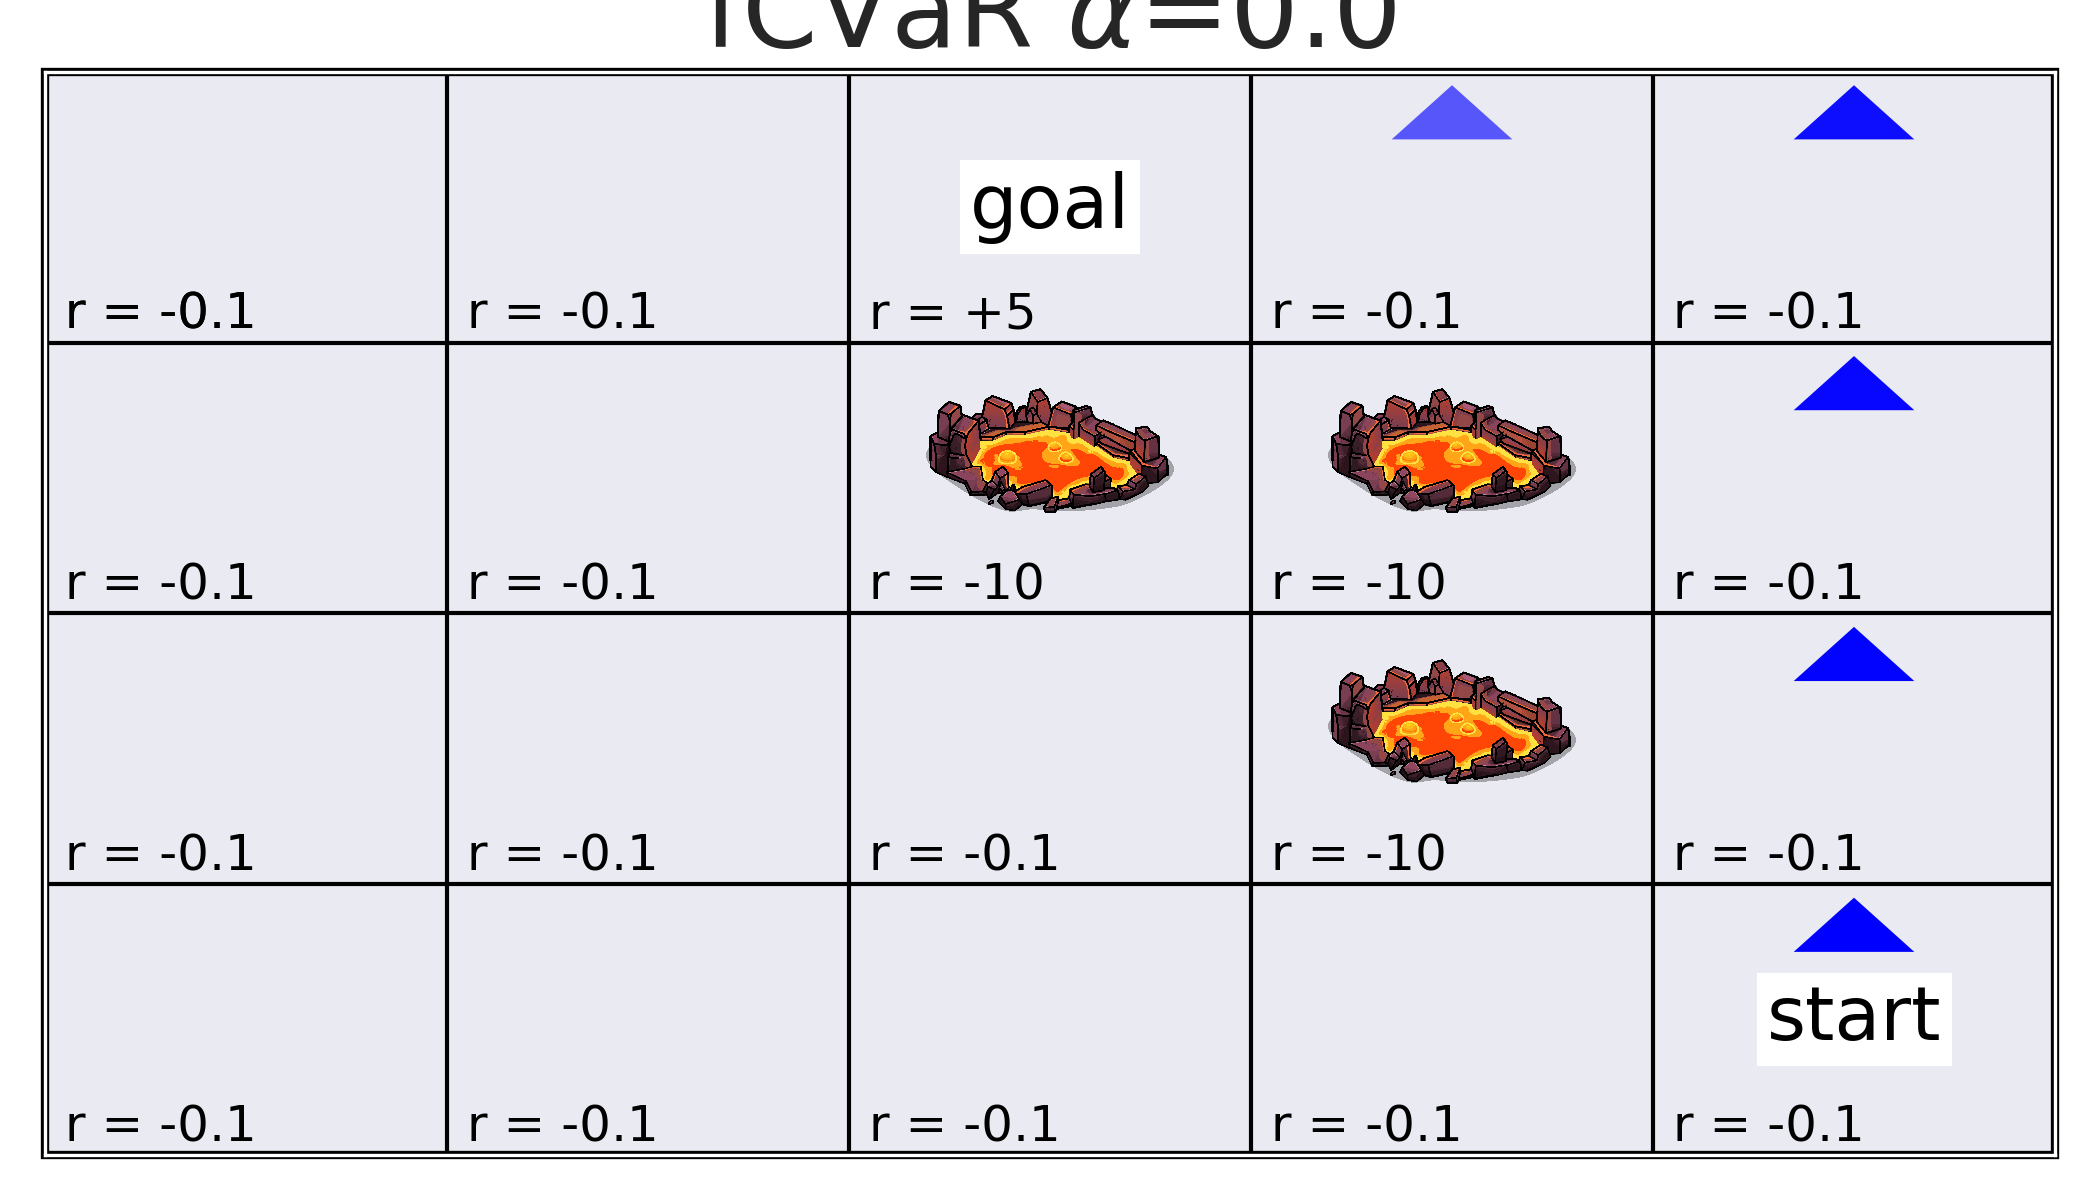 iCVaR α=0.0
goal
r = -0.1 r = -0.1 r = +5 r = -0.1 r = -0.1
r = -0.1 r = -0.1 r = -10 r = -10 r = -0.1
r = -0.1 r = -0.1 r = -0.1 r = -10 r = -0.1
start
r = -0.1 r = -0.1 r = -0.1 r = -0.1 r = -0.1